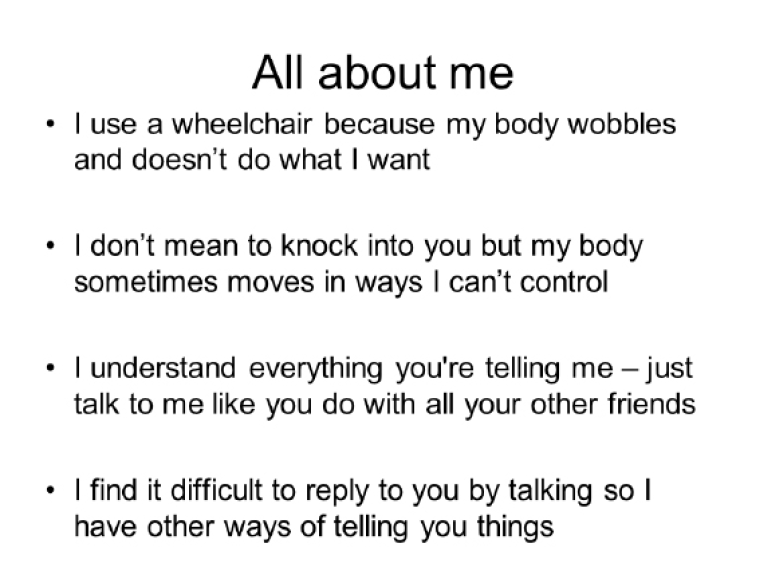 All about me
• I use a wheelchair because my body wobbles
and doesn’t do what I want
• I don’t mean to knock into you but my body
sometimes moves in ways I can’t control
• I understand everything you're telling me – just
talk to me like you do with all your other friends
• I find it difficult to reply to you by talking so I
have other ways of telling you things